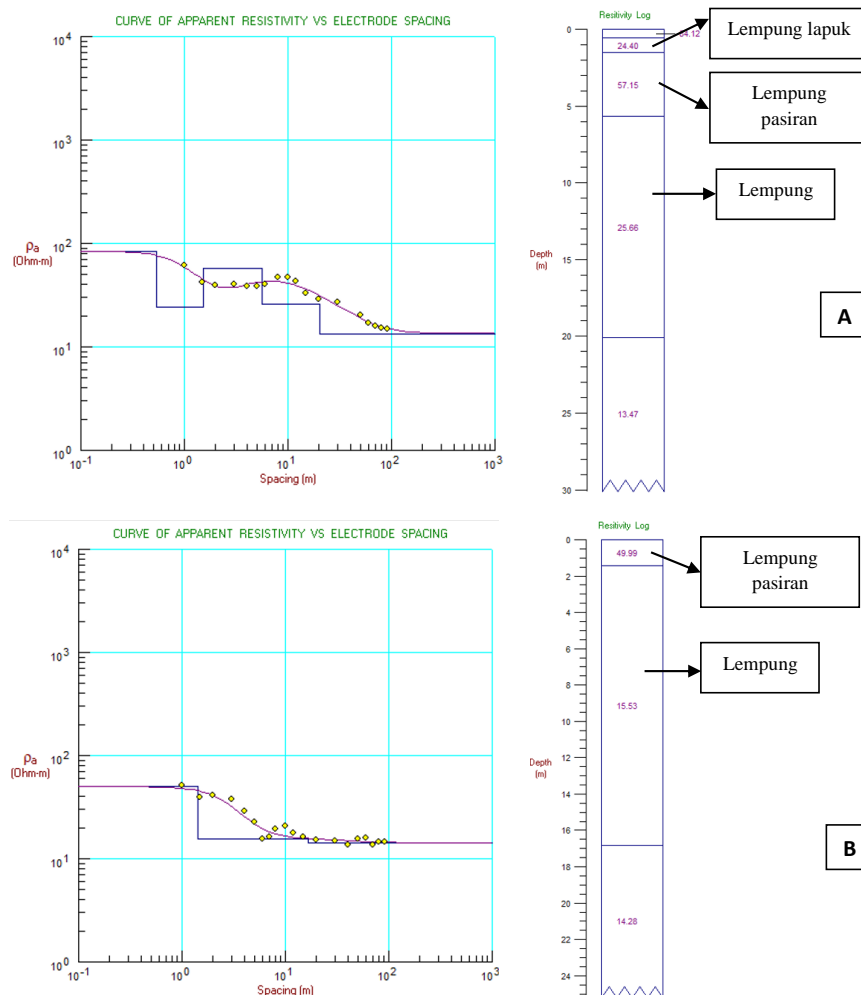 CURVE OF APPARENT RESISTIVITY VS ELECTRODE SPACING
10^4
10^3
10^2
ρa
(Ohm-m)
10^1
10^0
10^-1
10^0
10^1
10^2
10^3
Spacing (m)
Resitivity Log
0
5
10
15
20
25
30
Depth
(m)
24.40
57.15
25.66
13.47
Lempung lapuk
Lempung
pasiran
Lempung
A
CURVE OF APPARENT RESISTIVITY VS ELECTRODE SPACING
10^4
10^3
10^2
ρa
(Ohm-m)
10^1
10^0
10^-1
10^0
10^1
10^2
10^3
Spacing (m)
Resitivity Log
0
2
4
6
8
10
12
14
16
18
20
22
24
Depth
(m)
49.99
15.53
14.28
Lempung
pasiran
Lempung
B